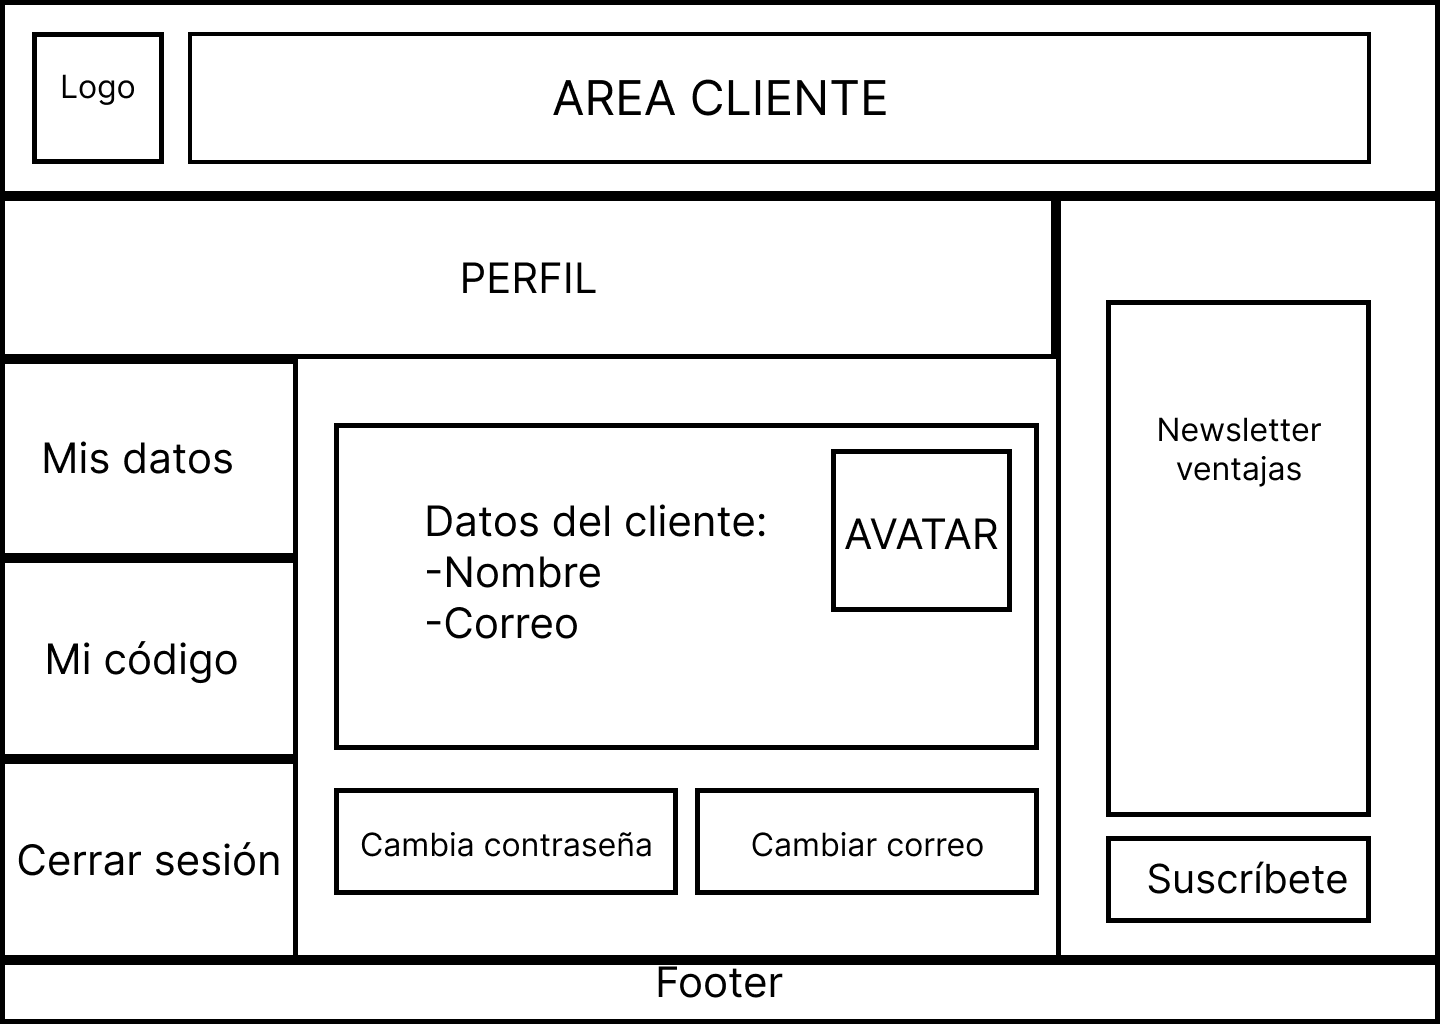 Logo
AREA CLIENTE
PERFIL
Mis datos
Mi código
Cerrar sesión
Datos del cliente:
-Nombre
-Correo
AVATAR
Cambia contraseña
Cambiar correo
Newsletter
ventajas
Suscríbete
Footer